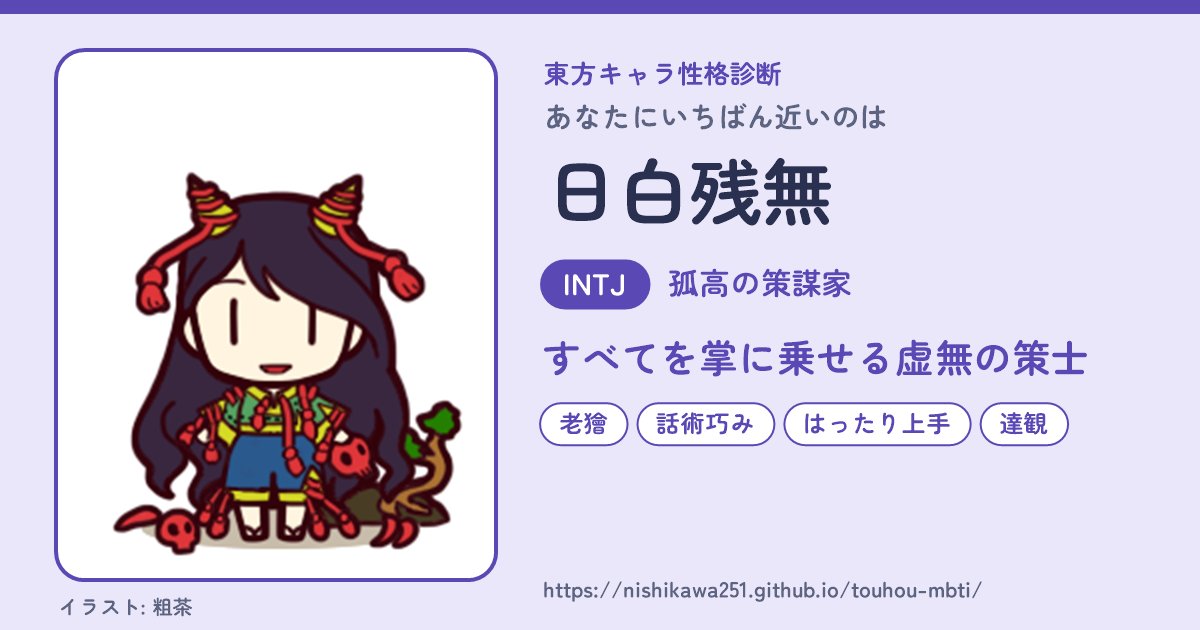 東方キャラ性格診断
あなたにいちばん近いのは
日白残無
INTJ 孤高の策謀家
すべてを掌に乗せる虚無の策士
老獪 話術巧み はったり上手 達観
https://nishikawa251.github.io/touhou-mbti/
イラスト: 粗茶